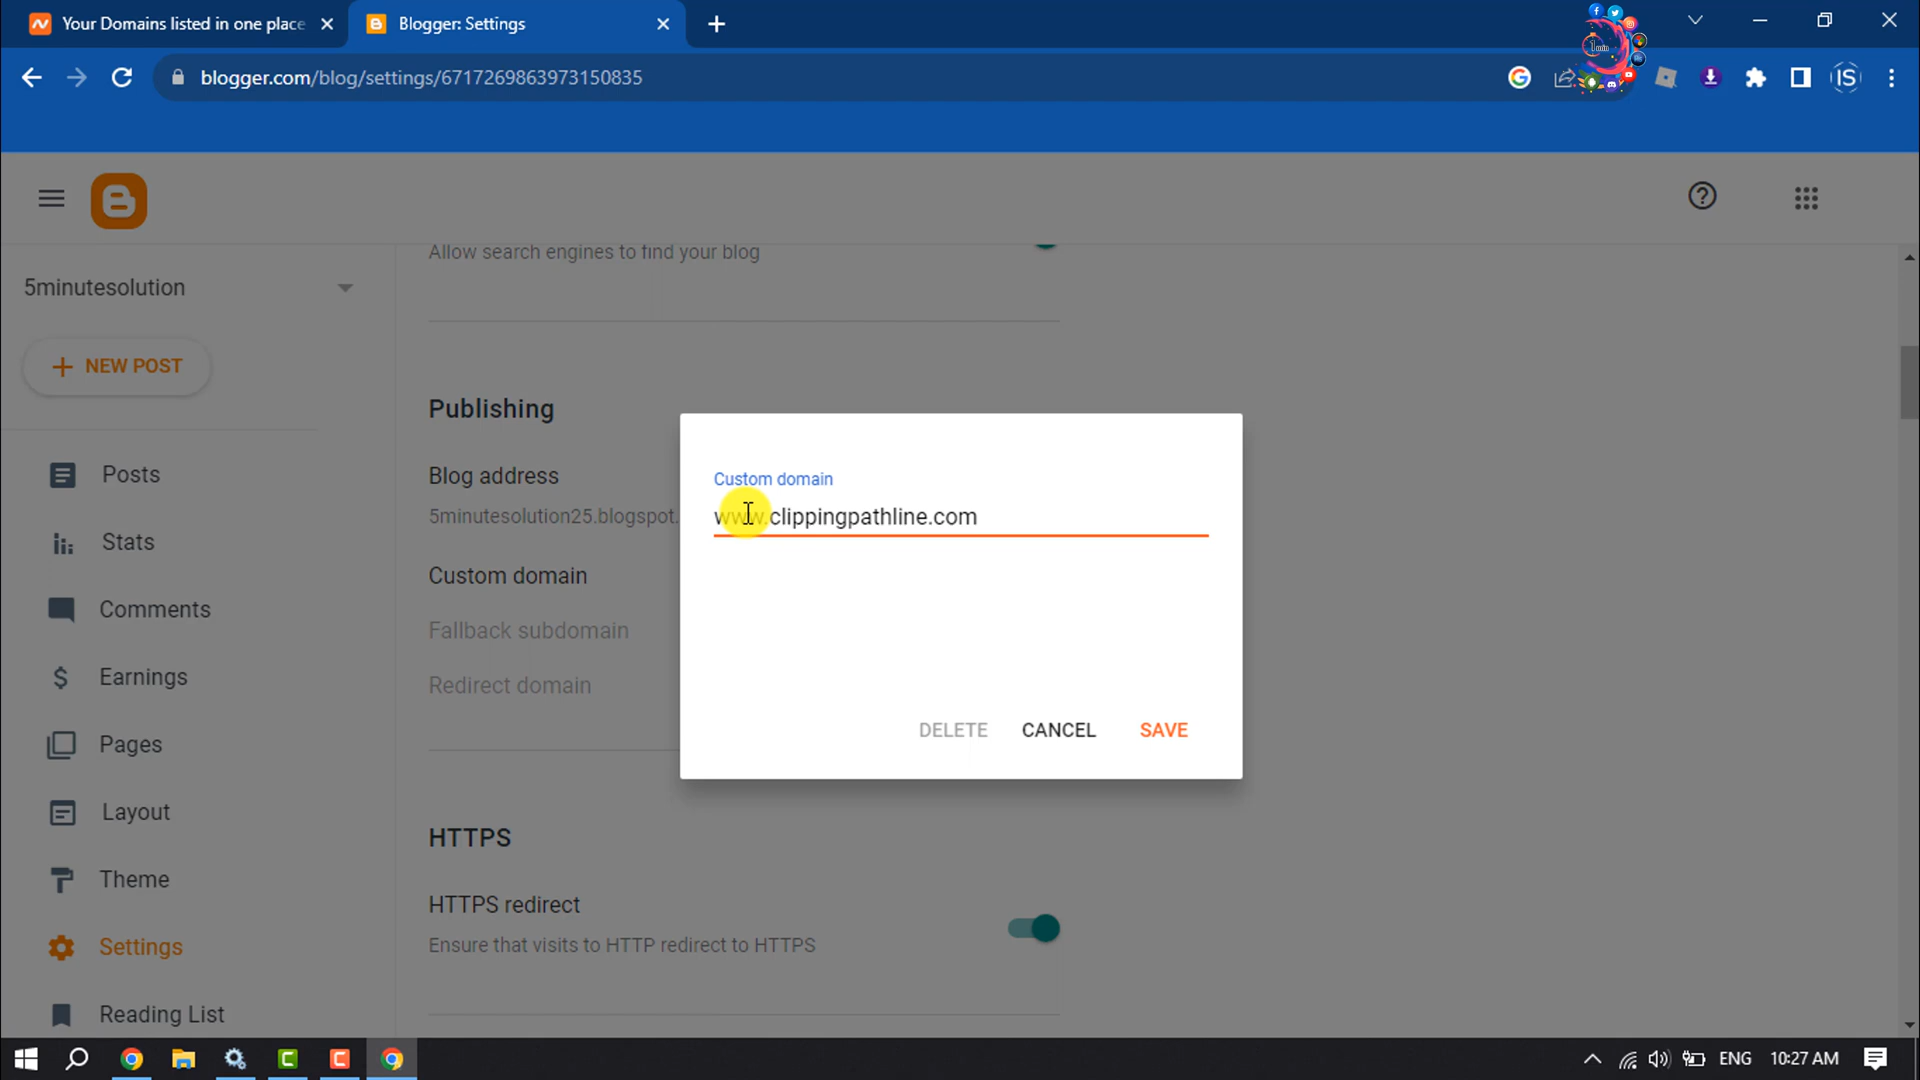 Your Domains listed in one place
Blogger: Settings
blogger.com/blog/settings/6717269863973150835
IS
1m
5minutesolution
NEW POST
Posts
Stats
Comments
Earnings
Pages
Layout
Theme
Settings
Reading List
Allow search engines to find your blog
Publishing
Blog address
5minutesolution25.blogspot.
Custom domain
Fallback subdomain
Redirect domain
Custom domain
www.clippingpathline.com
DELETE
CANCEL
SAVE
HTTPS
HTTPS redirect
Ensure that visits to HTTP redirect to HTTPS
ENG
10:27 AM